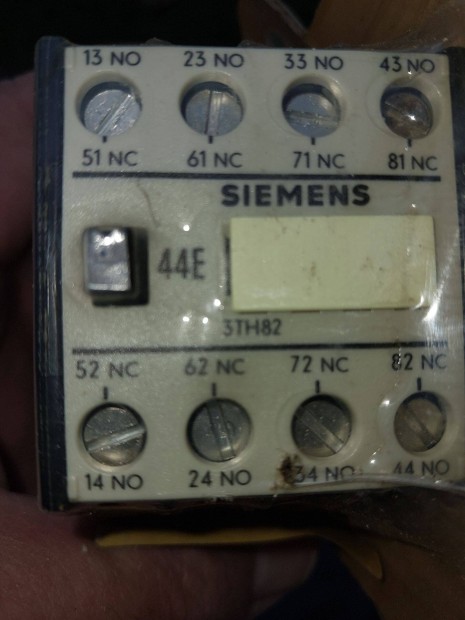 13 NO 23 NO 33 NO 43 NO
51 NC 61 NC 71 NC 81 NC
SIEMENS
44E
3TH82
52 NC 62 NC 72 NC 82 NC
14 NO 24 NO 34 NO 44 NO